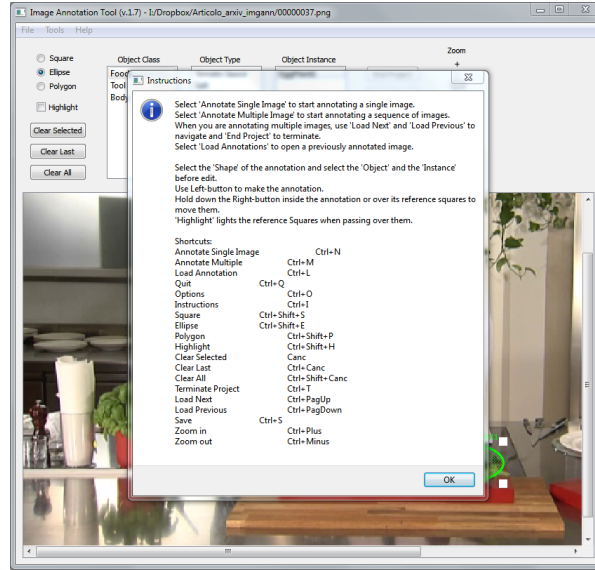 Image Annotation Tool (v.1.7) - I:/Dropbox/Articolo_arxiv_imgann/00000037.png
File Tools Help
Square
Ellipse
Polygon
Highlight
Clear Selected
Clear Last
Clear All
Object Class
Object Type
Object Instance
Zoom
+
Food
Tool
Body
Instructions
Select 'Annotate Single Image' to start annotating a single image.
Select 'Annotate Multiple Image' to start annotating a sequence of images.
When you are annotating multiple images, use 'Load Next' and 'Load Previous' to
navigate and 'End Project' to terminate.
Select 'Load Annotations' to open a previously annotated image.
Select the 'Shape' of the annotation and select the 'Object' and the 'Instance'
before edit.
Use Left-button to make the annotation.
Hold down the Right-button inside the annotation or over its reference squares to
move them.
'Highlight' lights the reference Squares when passing over them.
Shortcuts:
Annotate Single Image Ctrl+N
Annotate Multiple Ctrl+M
Load Annotation Ctrl+L
Quit Ctrl+Q
Options Ctrl+O
Instructions Ctrl+I
Square Ctrl+Shift+S
Ellipse Ctrl+Shift+E
Polygon Ctrl+Shift+P
Highlight Ctrl+Shift+H
Clear Selected Canc
Clear Last Ctrl+Canc
Clear All Ctrl+Shift+Canc
Terminate Project Ctrl+T
Load Next Ctrl+PagUp
Load Previous Ctrl+PagDown
Save Ctrl+S
Zoom in Ctrl+Plus
Zoom out Ctrl+Minus
OK